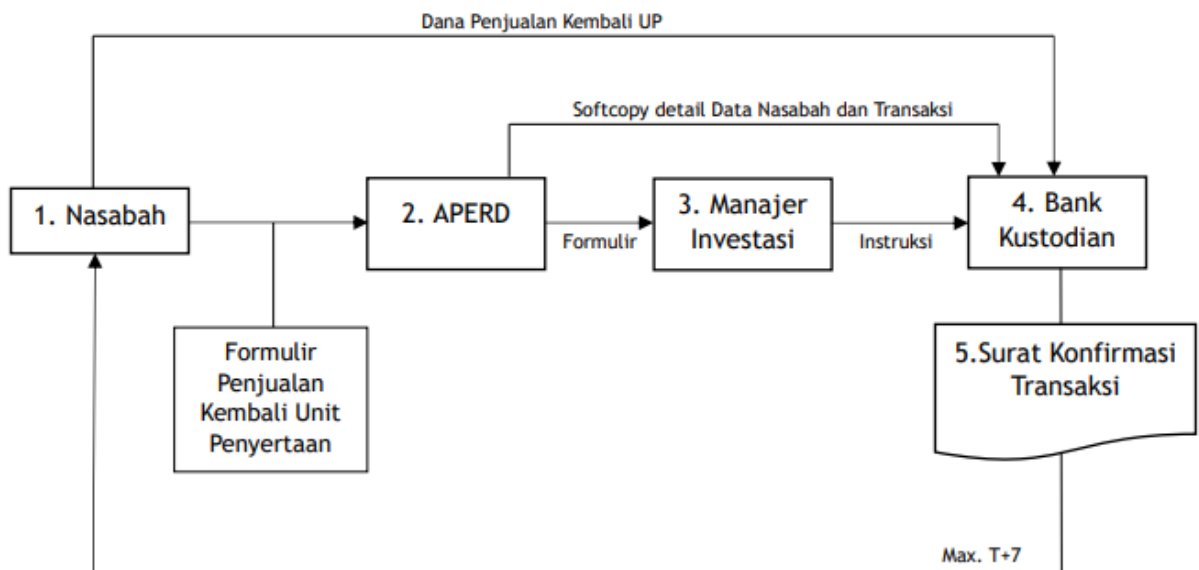 Dana Penjualan Kembali UP
Softcopy detail Data Nasabah dan Transaksi
1. Nasabah
2. APERD
Formulir
3. Manajer
Investasi
Instruksi
4. Bank
Kustodian
Formulir
Penjualan
Kembali Unit
Penyertaan
5.Surat Konfirmasi
Transaksi
Max. T+7